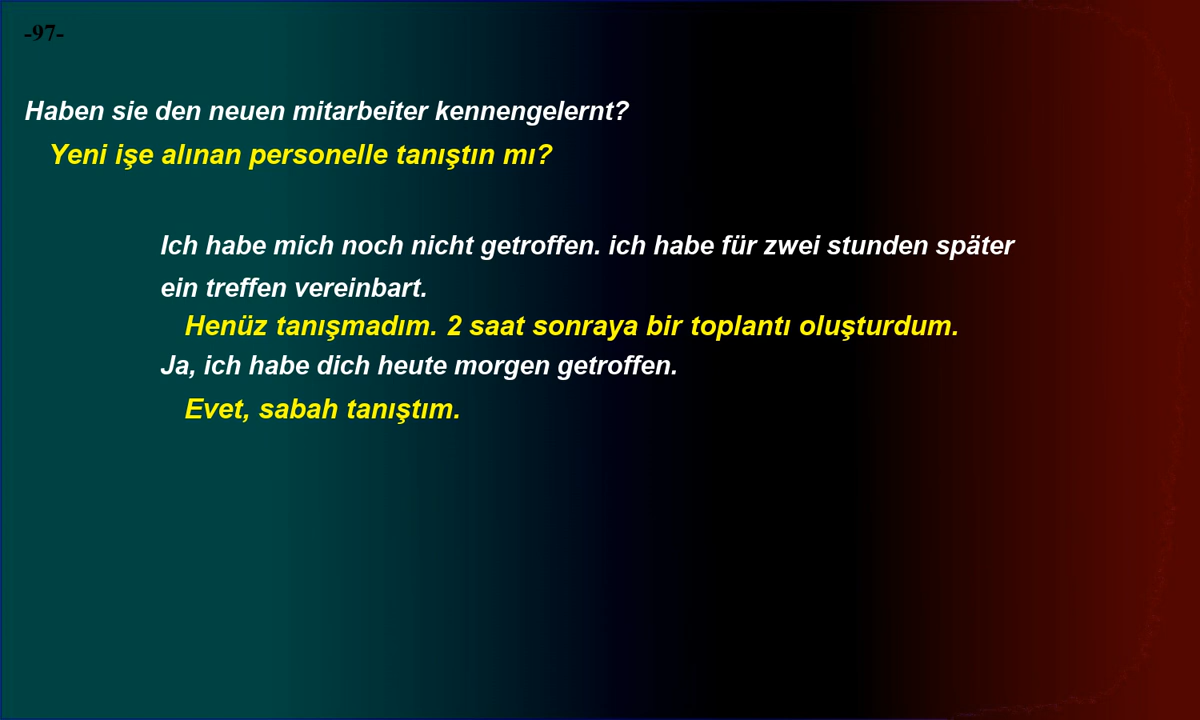 -97-
Haben sie den neuen mitarbeiter kennengelernt?
Yeni işe alınan personelle tanıştın mı?
Ich habe mich noch nicht getroffen. ich habe für zwei stunden später
ein treffen vereinbart.
Henüz tanışmadım. 2 saat sonraya bir toplantı oluşturdum.
Ja, ich habe dich heute morgen getroffen.
Evet, sabah tanıştım.